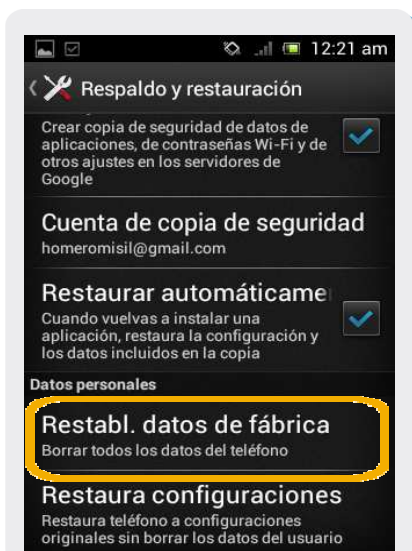 12:21 am
Respaldo y restauración
Crear copia de seguridad de datos de
aplicaciones, de contraseñas Wi-Fi y de
otros ajustes en los servidores de
Google
Cuenta de copia de seguridad
homeromisil@gmail.com
Restaurar automáticame
Cuando vuelvas a instalar una
aplicación, restaura la configuración y
los datos incluidos en la copia
Datos personales
Restabl. datos de fábrica
Borrar todos los datos del teléfono
Restaura configuraciones
Restaura teléfono a configuraciones
originales sin borrar los datos del usuario